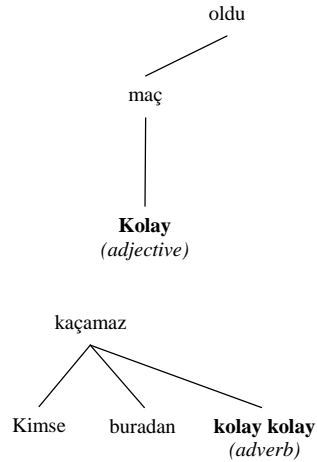 oldu
maç
Kolay
(adjective)
kaçamaz
Kimse buradan kolay kolay
(adverb)